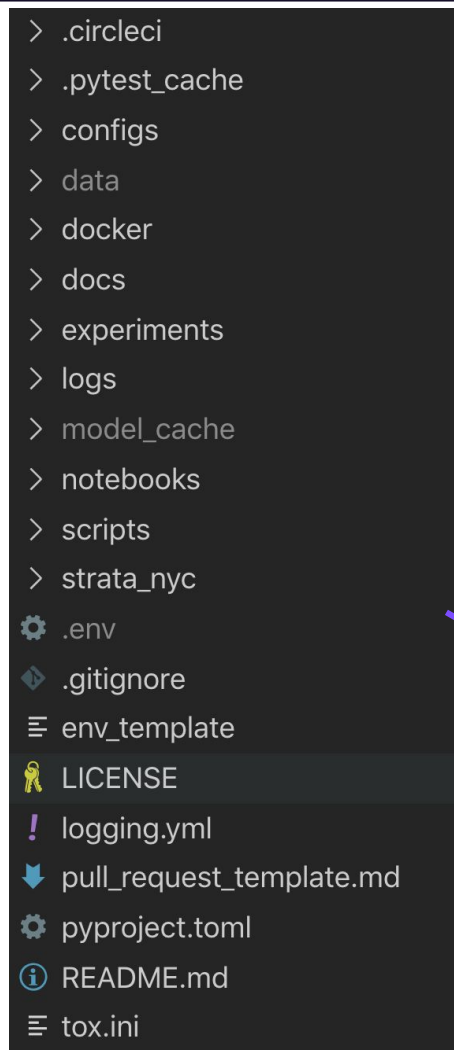 .circleci
.pytest_cache
configs
data
docker
docs
experiments
logs
model_cache
notebooks
scripts
strata_nyc
.env
.gitignore
env_template
LICENSE
logging.yml
pull_request_template.md
pyproject.toml
README.md
tox.ini